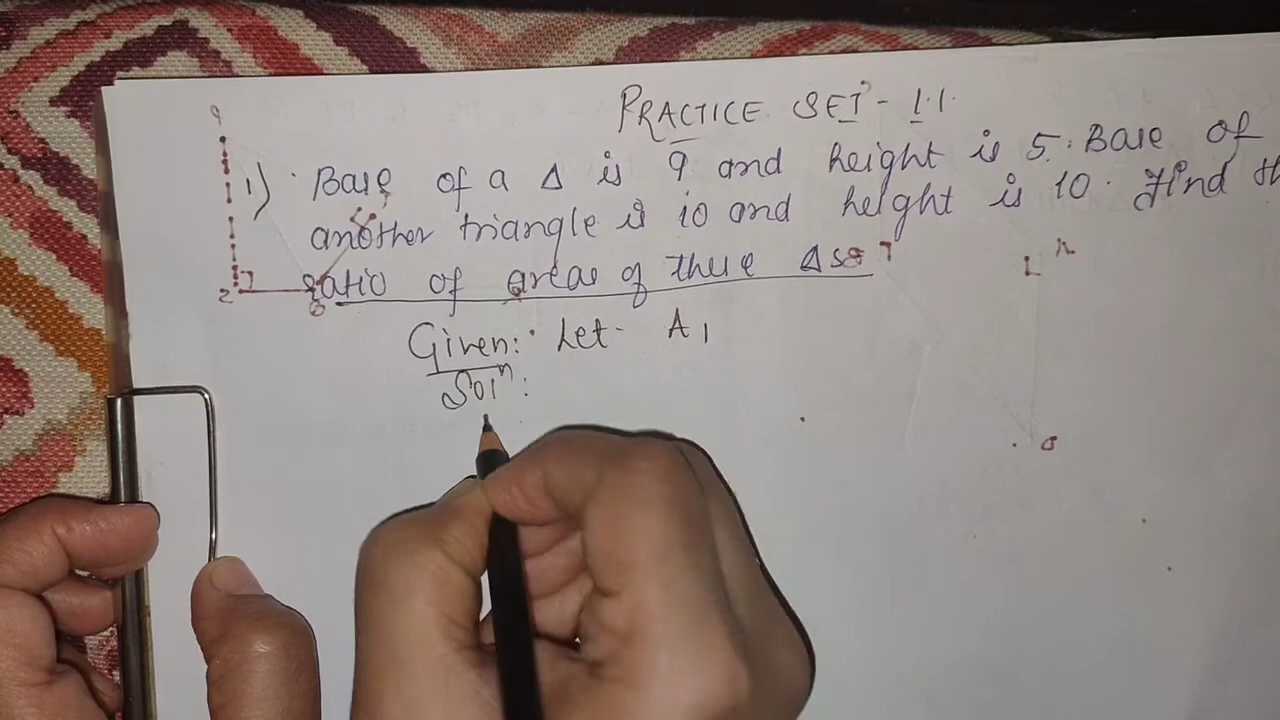 PRACTICE SET - 1.1.
1) Base of a Δ is 9 and height is 5. Base of
another triangle is 10 and height is 10. Find th
ratio of areas of these Δs
Given: Let A1
Solⁿ: